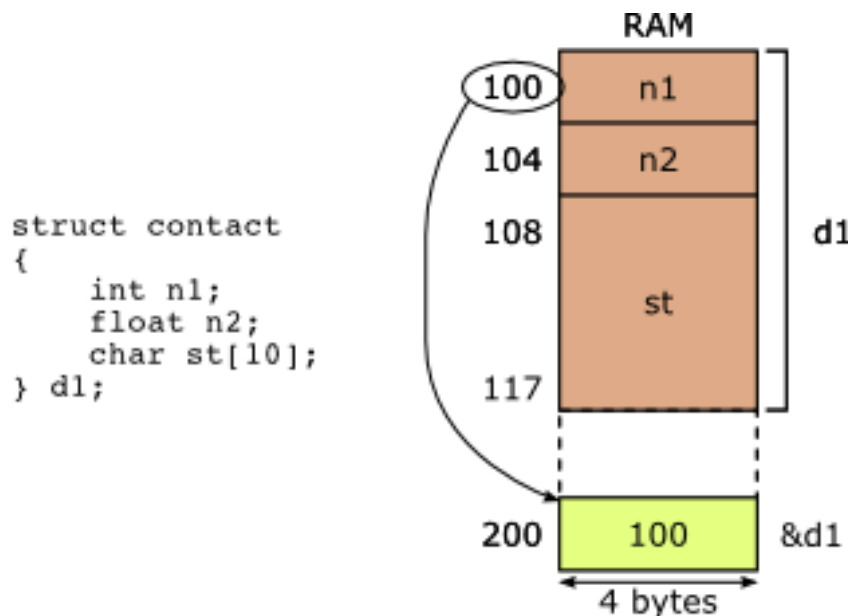 RAM
100 n1
104 n2
108
st
d1
117
200 100 &d1
4 bytes
struct contact
{
int n1;
float n2;
char st[10];
} d1;